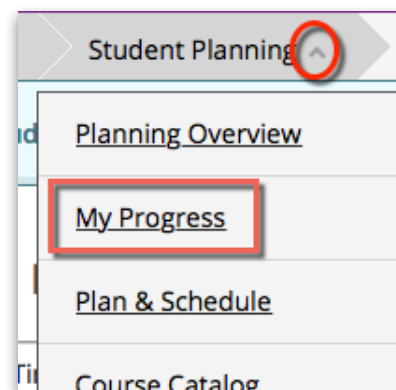 Student Planning
Planning Overview
My Progress
Plan & Schedule
Course Catalog